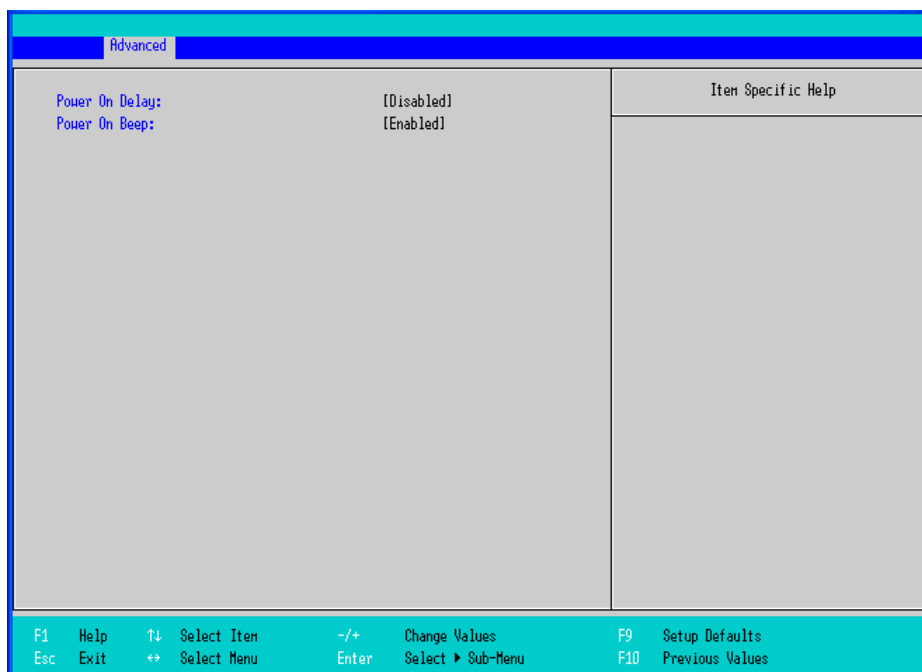 Advanced
Power On Delay: [Disabled]
Power On Beep: [Enabled]
Item Specific Help
F1 Help ↑↓ Select Item -/+ Change Values F9 Setup Defaults
Esc Exit ↔ Select Menu Enter Select ▶ Sub-Menu F10 Previous Values